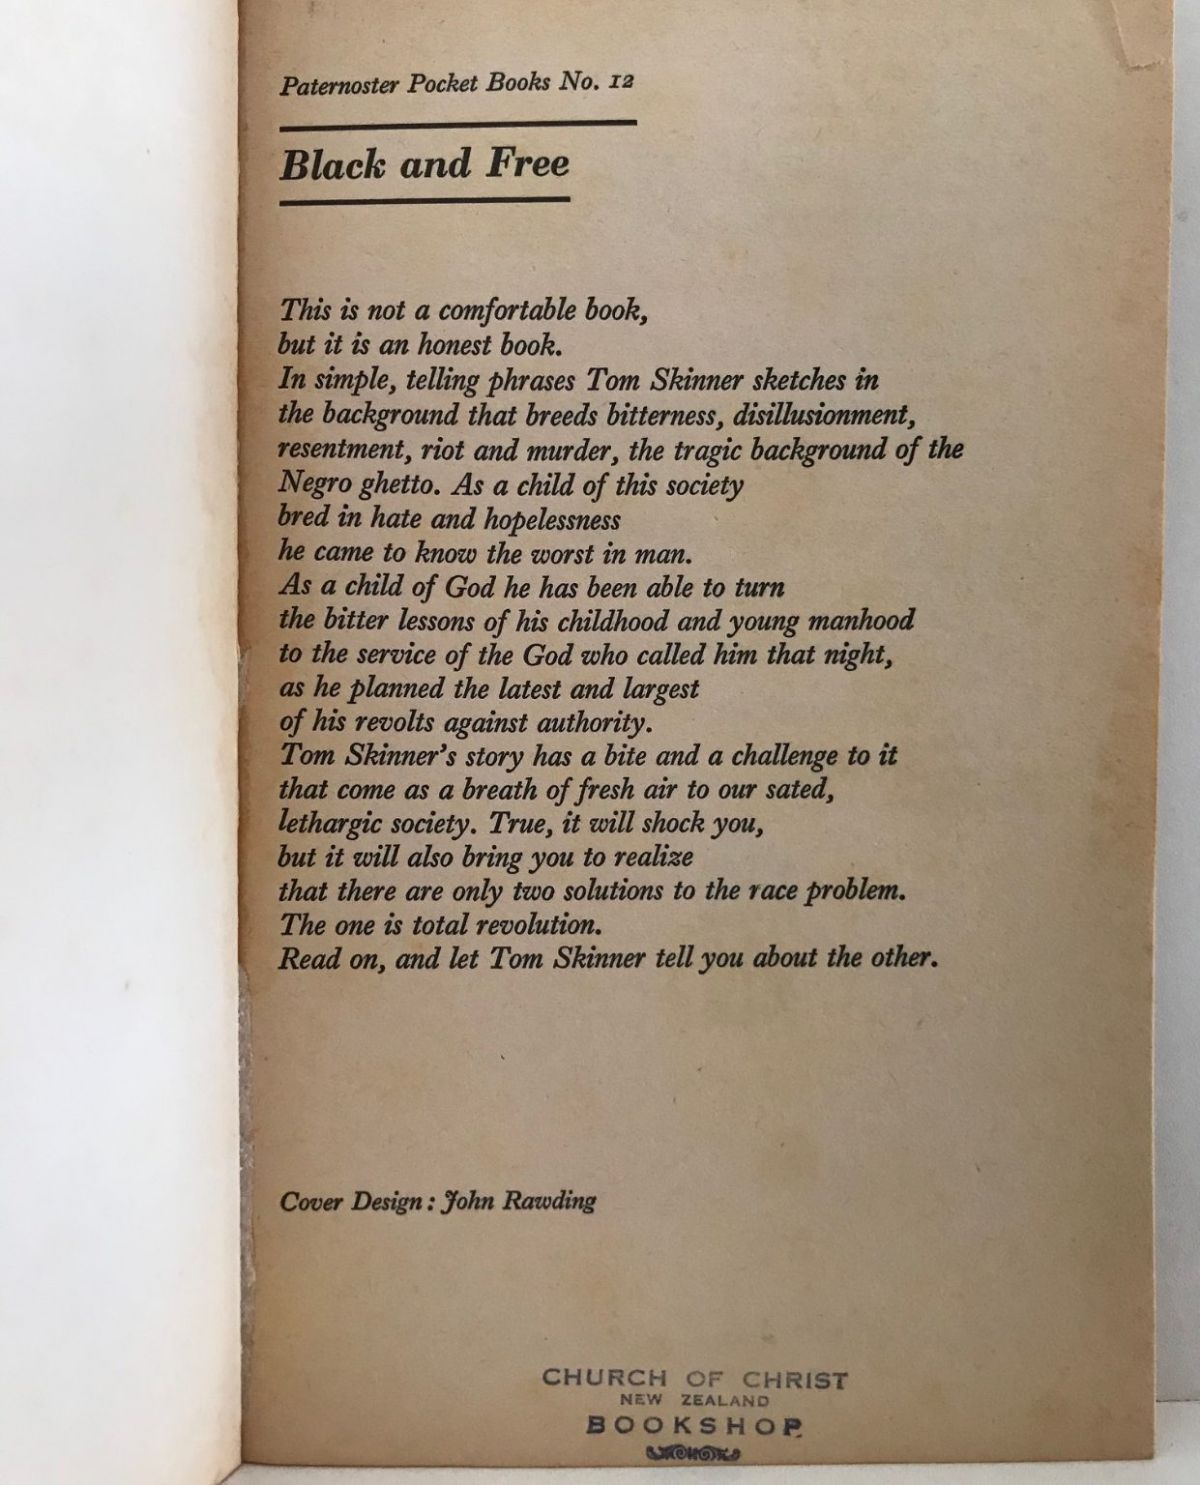 Paternoster Pocket Books No. 12
Black and Free
This is not a comfortable book,
but it is an honest book.
In simple, telling phrases Tom Skinner sketches in
the background that breeds bitterness, disillusionment,
resentment, riot and murder, the tragic background of the
Negro ghetto. As a child of this society
bred in hate and hopelessness
he came to know the worst in man.
As a child of God he has been able to turn
the bitter lessons of his childhood and young manhood
to the service of the God who called him that night,
as he planned the latest and largest
of his revolts against authority.
Tom Skinner's story has a bite and a challenge to it
that come as a breath of fresh air to our sated,
lethargic society. True, it will shock you,
but it will also bring you to realize
that there are only two solutions to the race problem.
The one is total revolution.
Read on, and let Tom Skinner tell you about the other.
Cover Design: John Rawding
CHURCH OF CHRIST
NEW ZEALAND
BOOKSHOP